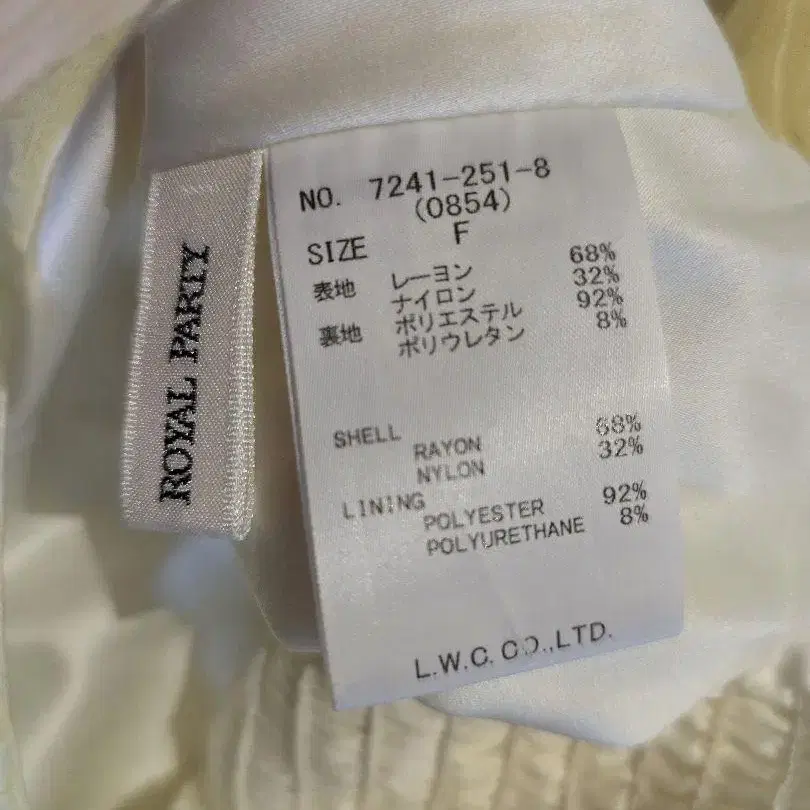 ROYAL PARTY
NO. 7241-251-8
(0854)
SIZE F
表地 レーヨン 68%
ナイロン 32%
裏地 ポリエステル 92%
ポリウレタン 8%
SHELL
RAYON 68%
NYLON 32%
LINING
POLYESTER 92%
POLYURETHANE 8%
L.W.C. CO.,LTD.